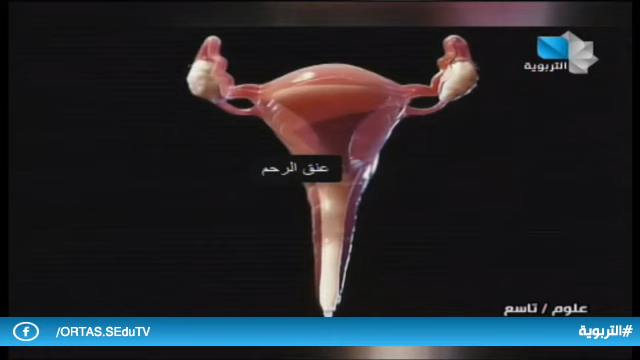 التربوية
عنق الرحم
علوم / تاسع
/ORTAS.SEduTV
#التربوية